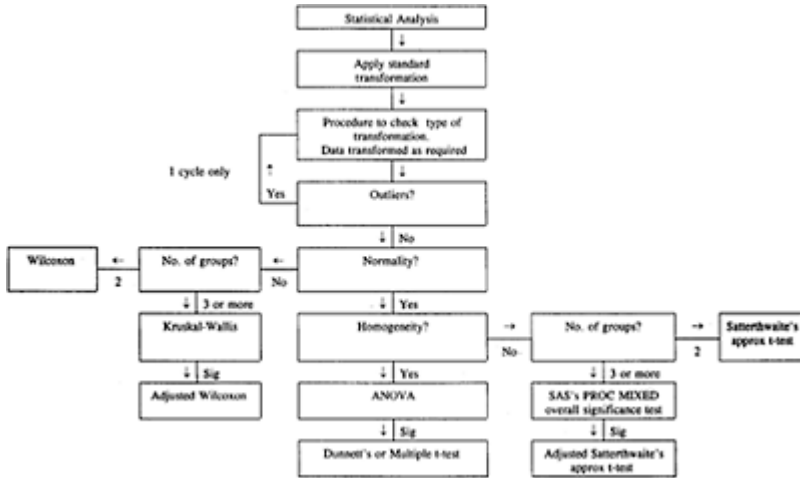 Statistical Analysis
↓
Apply standard
transformation
↓
Procedure to check type of
transformation.
Data transformed as required
1 cycle only
↑
Yes
↓
Outliers?
↓ No
Wilcoxon
←
2
No. of groups?
←
No
Normality?
↓ 3 or more
↓ Yes
Kruskal-Wallis
Homogeneity?
→
No
No. of groups?
→
2
Satterthwaite's
approx t-test
↓ Sig
↓ Yes
↓ 3 or more
Adjusted Wilcoxon
ANOVA
SAS's PROC MIXED
overall significance test
↓ Sig
↓ Sig
Dunnett's or Multiple t-test
Adjusted Satterthwaite's
approx t-test